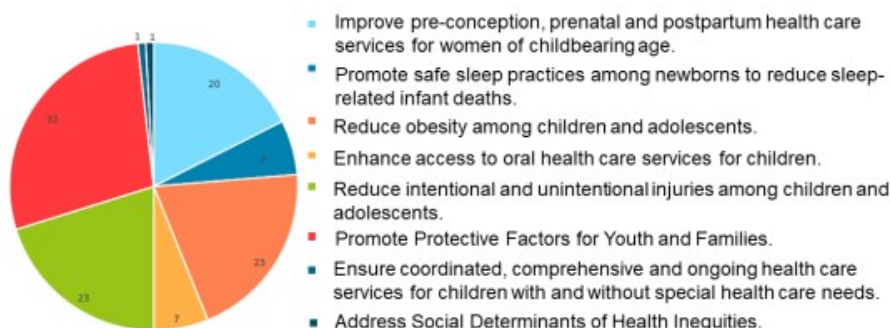 1 1
20
Improve pre-conception, prenatal and postpartum health care
services for women of childbearing age.
7
Promote safe sleep practices among newborns to reduce sleep-
related infant deaths.
32
Reduce obesity among children and adolescents.
Enhance access to oral health care services for children.
Reduce intentional and unintentional injuries among children and
adolescents.
Promote Protective Factors for Youth and Families.
23
Ensure coordinated, comprehensive and ongoing health care
services for children with and without special health care needs.
23
7
Address Social Determinants of Health Inequities.